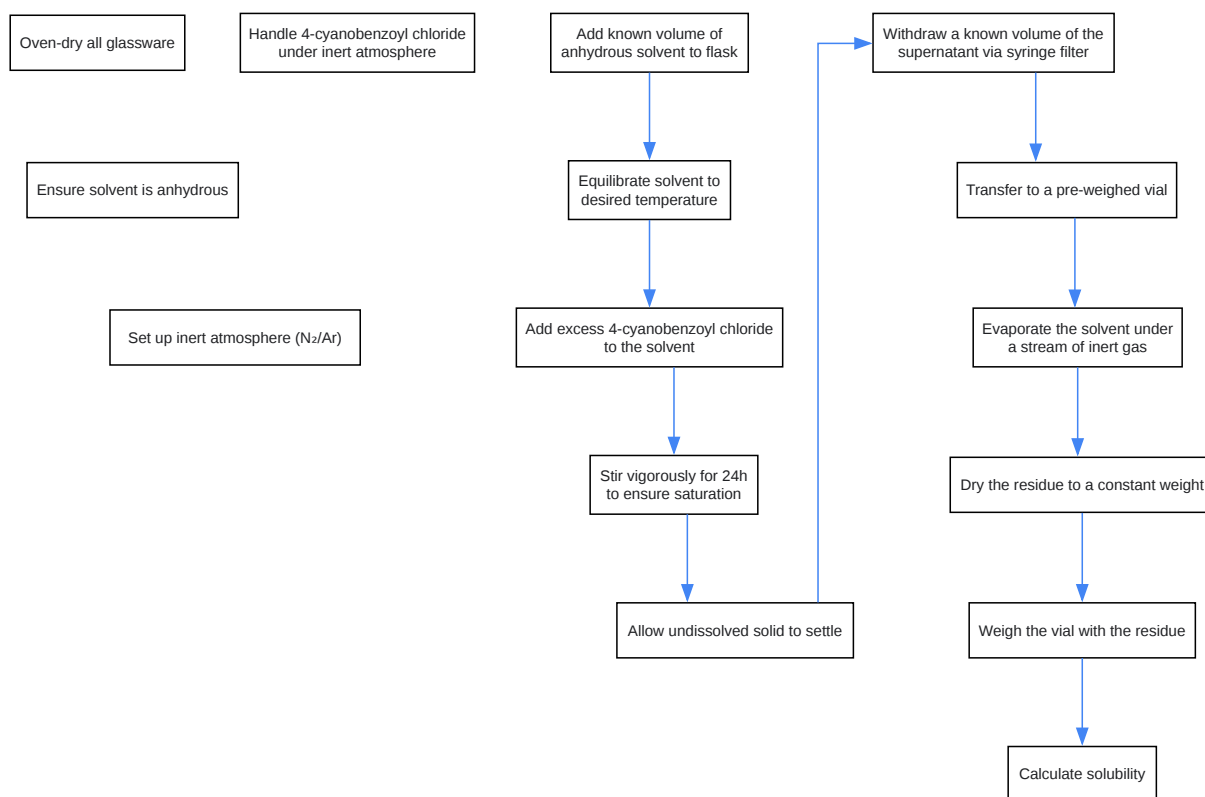 Oven-dry all glassware
Handle 4-cyanobenzoyl chloride
under inert atmosphere
Ensure solvent is anhydrous
Set up inert atmosphere (N₂/Ar)
Add known volume of
anhydrous solvent to flask
Equilibrate solvent to
desired temperature
Add excess 4-cyanobenzoyl chloride
to the solvent
Stir vigorously for 24h
to ensure saturation
Allow undissolved solid to settle
Withdraw a known volume of the
supernatant via syringe filter
Transfer to a pre-weighed vial
Evaporate the solvent under
a stream of inert gas
Dry the residue to a constant weight
Weigh the vial with the residue
Calculate solubility